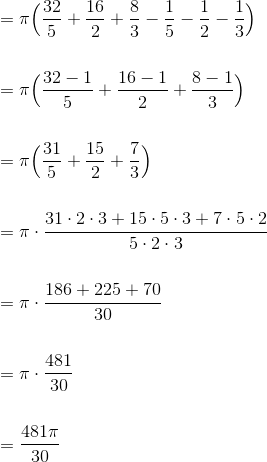 = π(32/5 + 16/2 + 8/3 − 1/5 − 1/2 − 1/3)
= π((32 − 1)/5 + (16 − 1)/2 + (8 − 1)/3)
= π(31/5 + 15/2 + 7/3)
= π · (31 · 2 · 3 + 15 · 5 · 3 + 7 · 5 · 2)/(5 · 2 · 3)
= π · (186 + 225 + 70)/30
= π · 481/30
= 481π/30